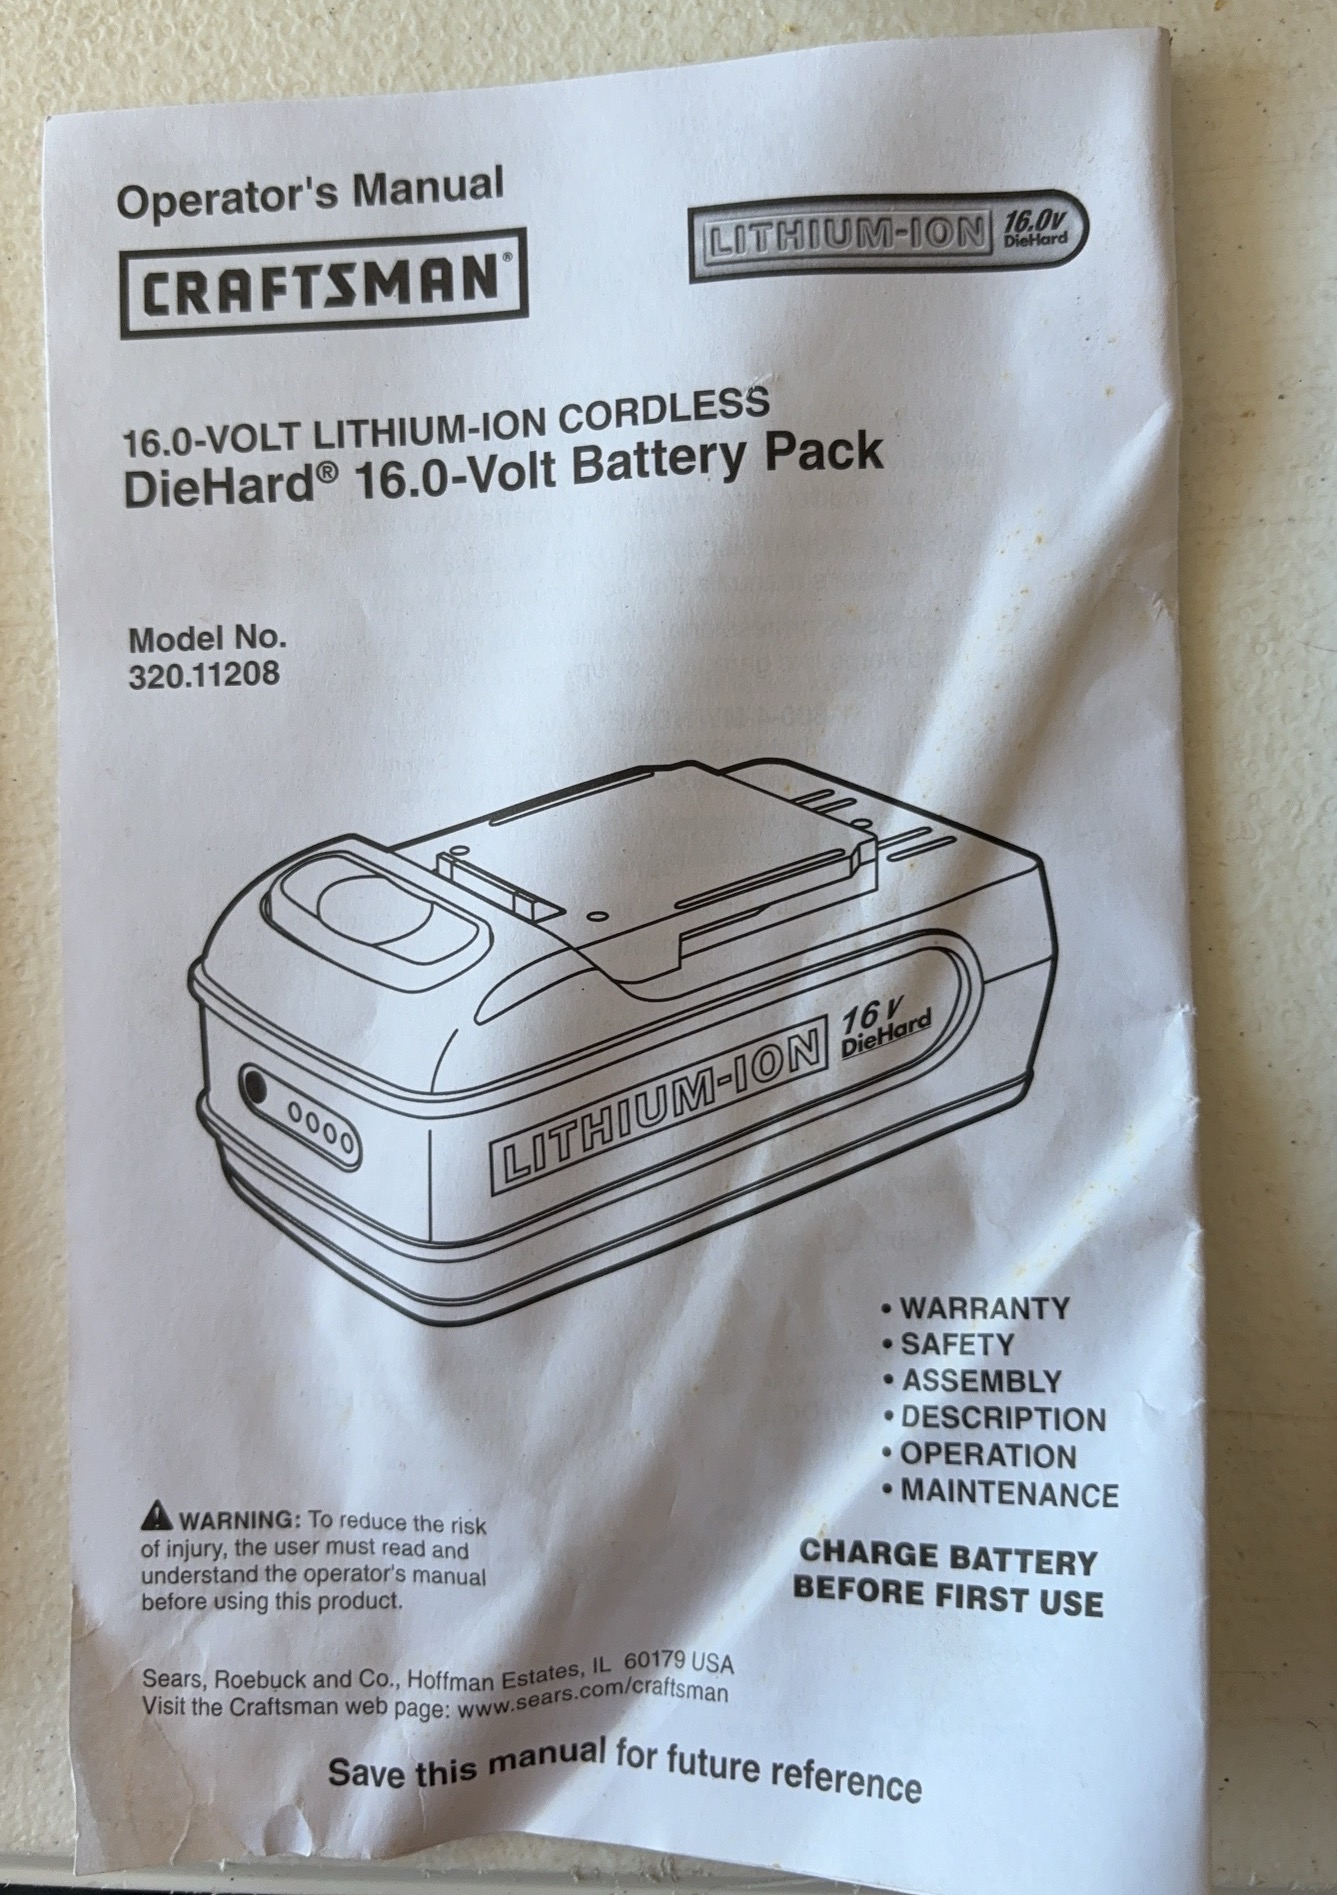 Operator's Manual
CRAFTSMAN®
LITHIUM-ION 16.0v
DieHard
16.0-VOLT LITHIUM-ION CORDLESS
DieHard® 16.0-Volt Battery Pack
Model No.
320.11208
LITHIUM-ION 16V
DieHard
• WARRANTY
• SAFETY
• ASSEMBLY
• DESCRIPTION
• OPERATION
• MAINTENANCE
WARNING: To reduce the risk
of injury, the user must read and
understand the operator's manual
before using this product.
CHARGE BATTERY
BEFORE FIRST USE
Sears, Roebuck and Co., Hoffman Estates, IL 60179 USA
Visit the Craftsman web page: www.sears.com/craftsman
Save this manual for future reference